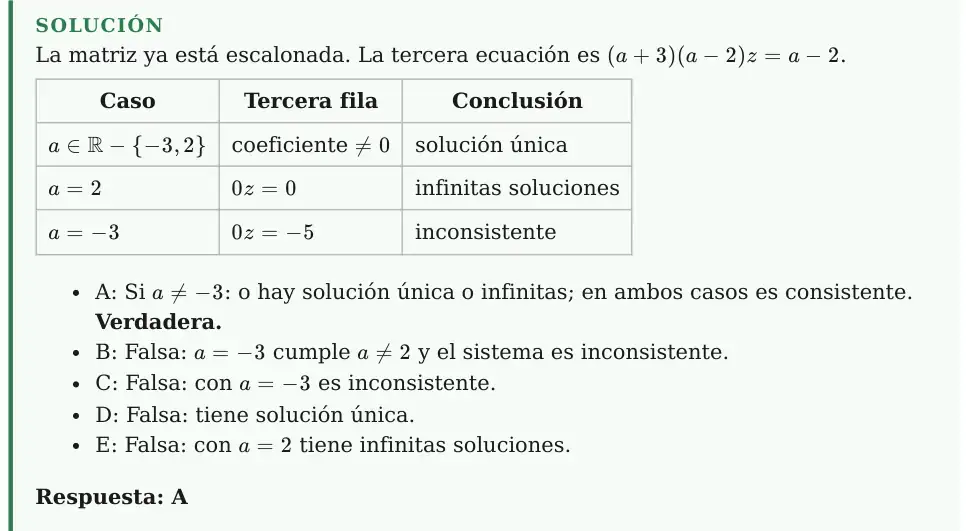 SOLUCIÓN
La matriz ya está escalonada. La tercera ecuación es (a + 3)(a − 2)z = a − 2.
Caso Tercera fila Conclusión
a ∈ ℝ − {−3, 2} coeficiente ≠ 0 solución única
a = 2 0z = 0 infinitas soluciones
a = −3 0z = −5 inconsistente
• A: Si a ≠ −3: o hay solución única o infinitas; en ambos casos es consistente.
Verdadera.
• B: Falsa: a = −3 cumple a ≠ 2 y el sistema es inconsistente.
• C: Falsa: con a = −3 es inconsistente.
• D: Falsa: tiene solución única.
• E: Falsa: con a = 2 tiene infinitas soluciones.
Respuesta: A